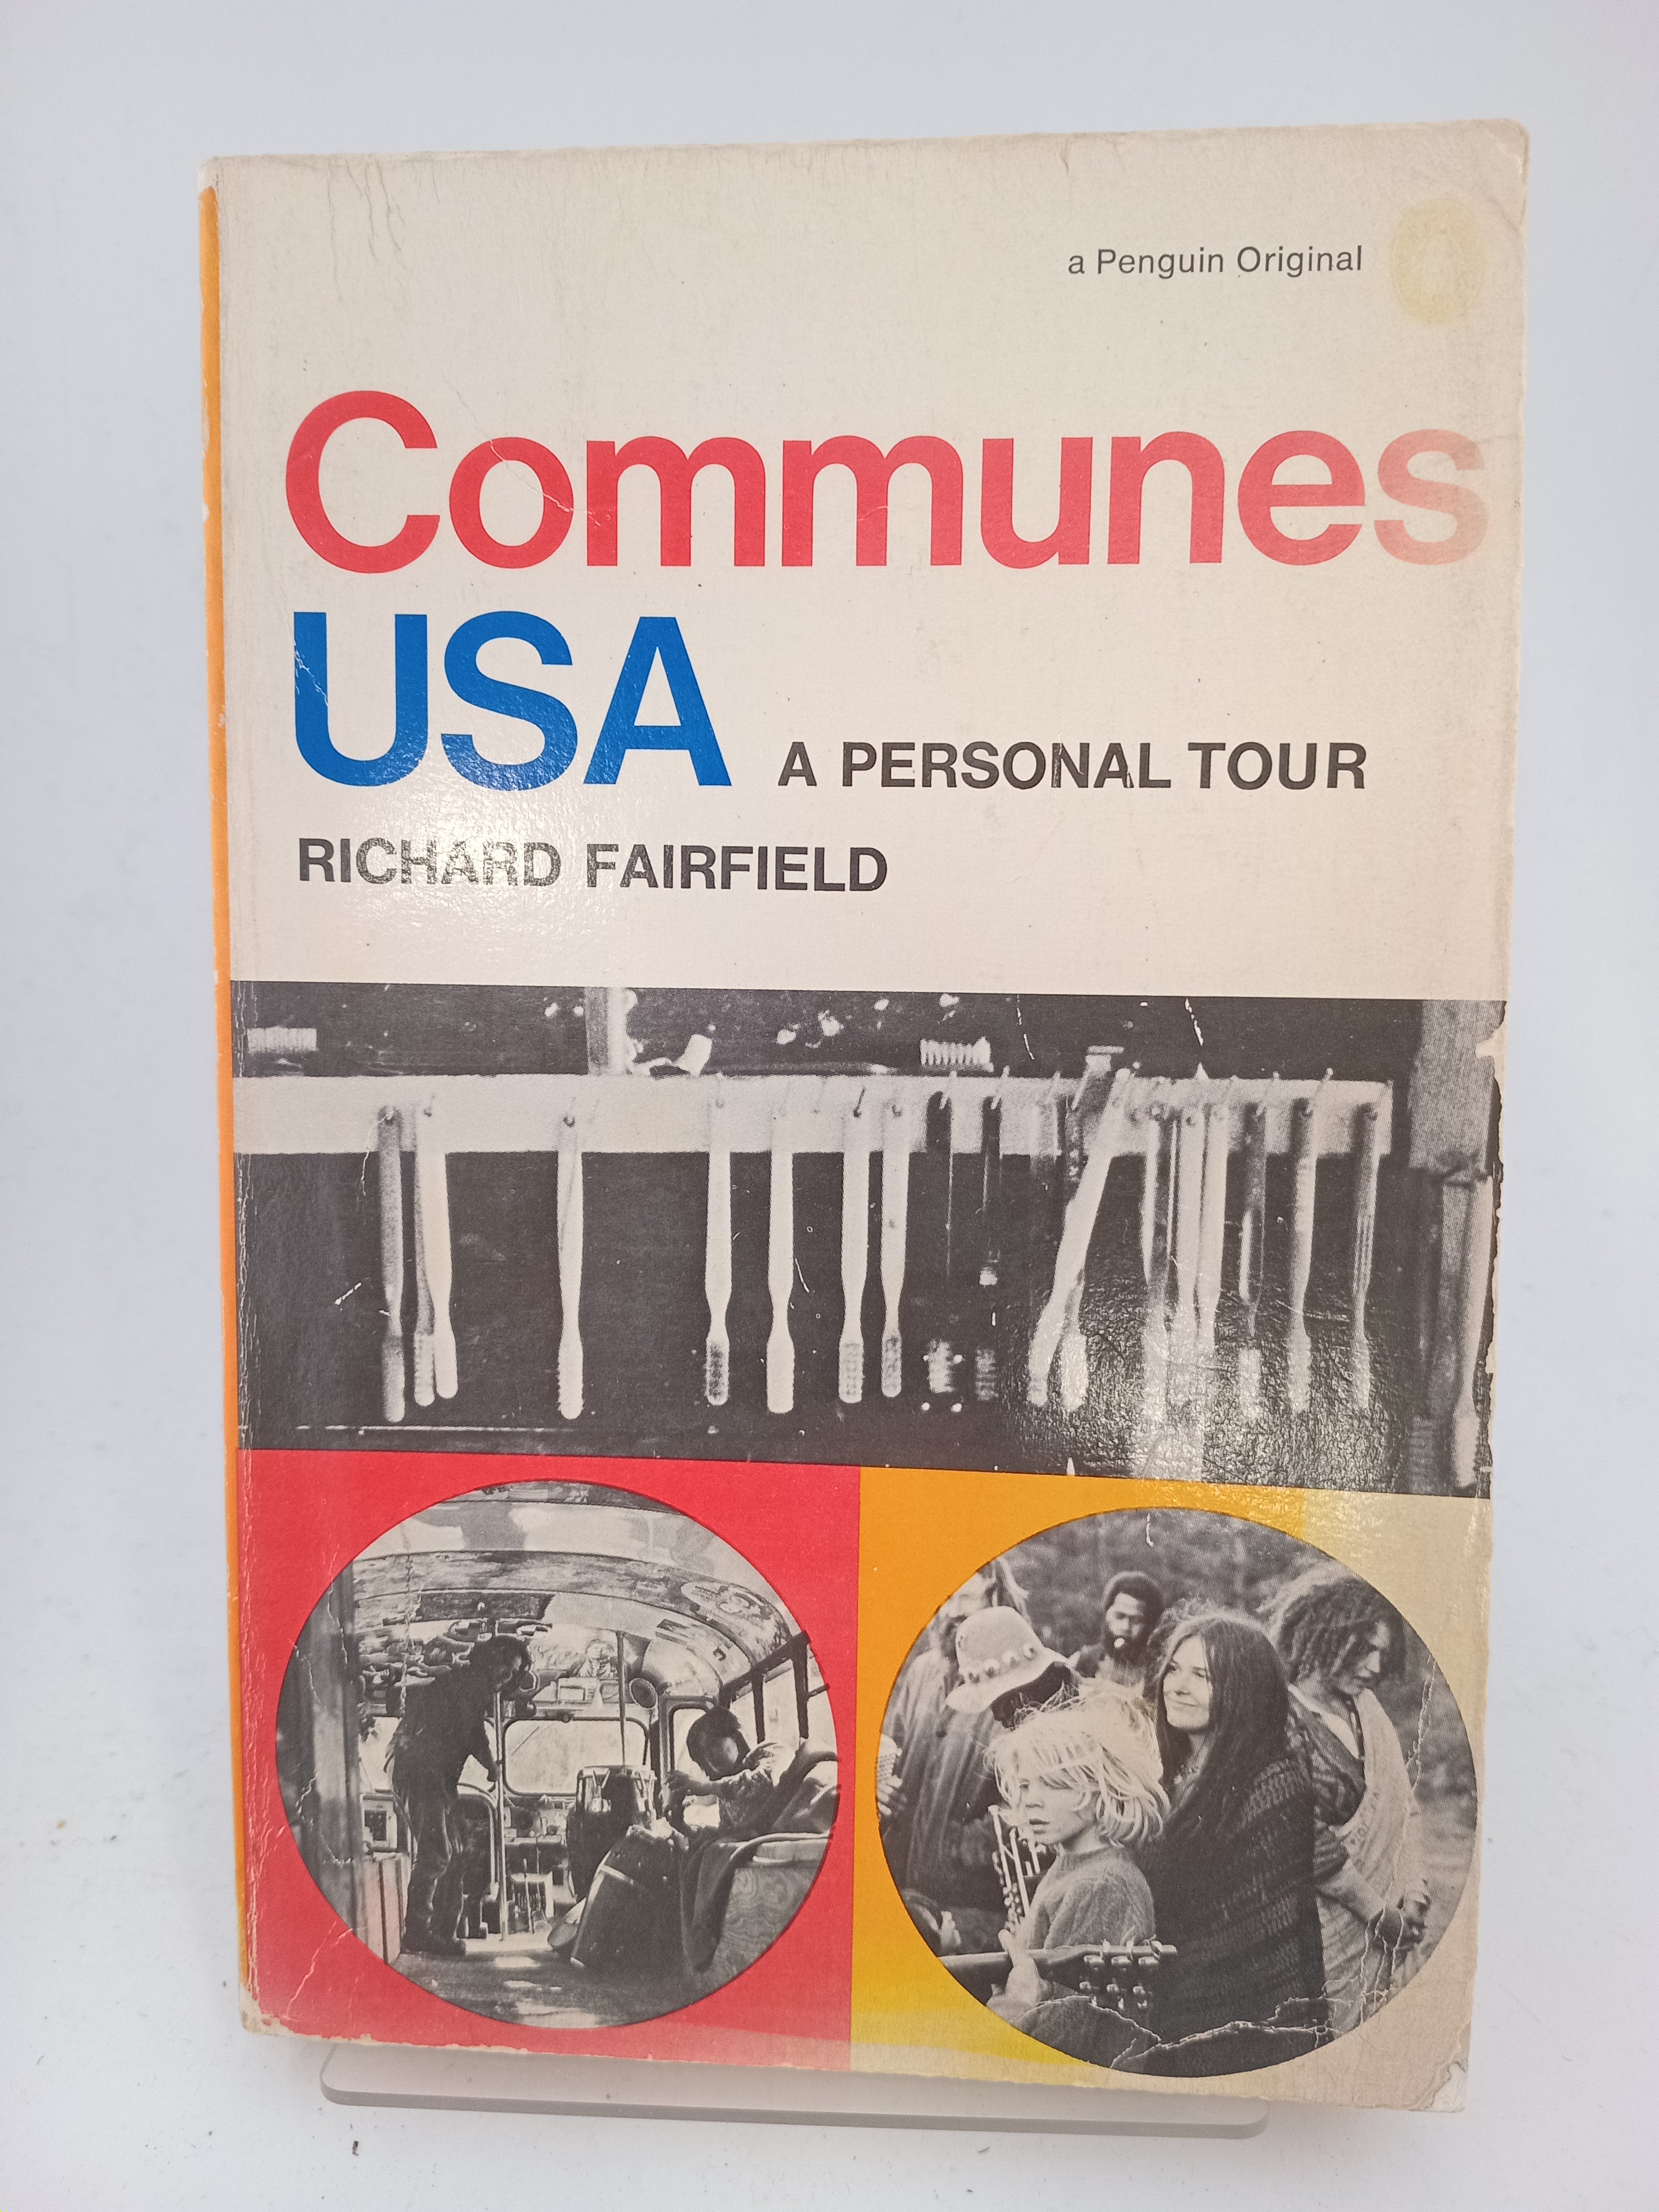 a Penguin Original
Communes
USA A PERSONAL TOUR
RICHARD FAIRFIELD